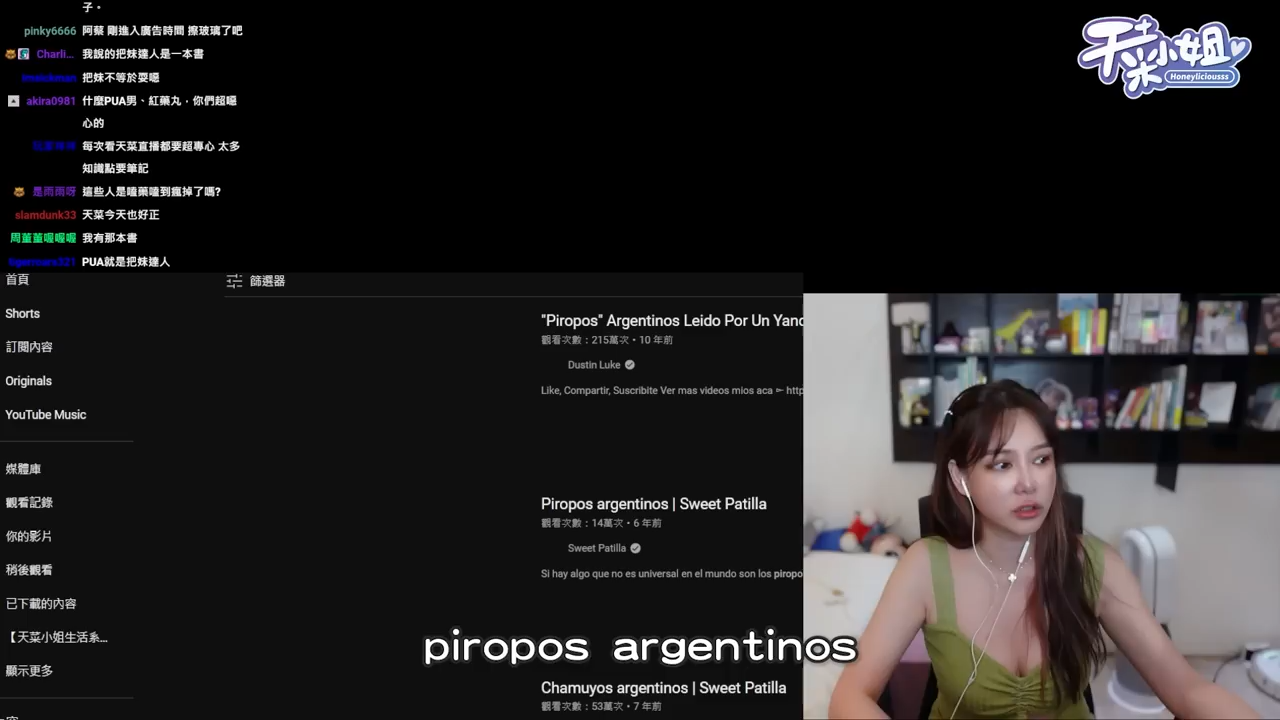 子。
pinky6666 阿蔡 剛進入廣告時間 擦玻璃了吧
Charli... 我說的把妹達人是一本書
把妹不等於耍噁
akira0981 什麼PUA男、紅藥丸，你們超噁
心的
每次看天菜直播都要超專心 太多
知識點要筆記
是雨雨呀 這些人是嗑藥嗑到瘋掉了嗎?
slamdunk33 天菜今天也好正
周董董喔喔喔 我有那本書
PUA就是把妹達人
天菜小姐
Honeyliciousss
首頁
Shorts
訂閱內容
Originals
YouTube Music
媒體庫
觀看記錄
你的影片
稍後觀看
已下載的內容
【天菜小姐生活系...
顯示更多
篩選器
"Piropos" Argentinos Leido Por Un Yan
觀看次數：215萬次・10 年前
Dustin Luke
Like, Compartir, Suscribite Ver mas videos mios aca ► http
Piropos argentinos | Sweet Patilla
觀看次數：14萬次・6 年前
Sweet Patilla
Si hay algo que no es universal en el mundo son los piropo
piropos argentinos
Chamuyos argentinos | Sweet Patilla
觀看次數：53萬次・7 年前